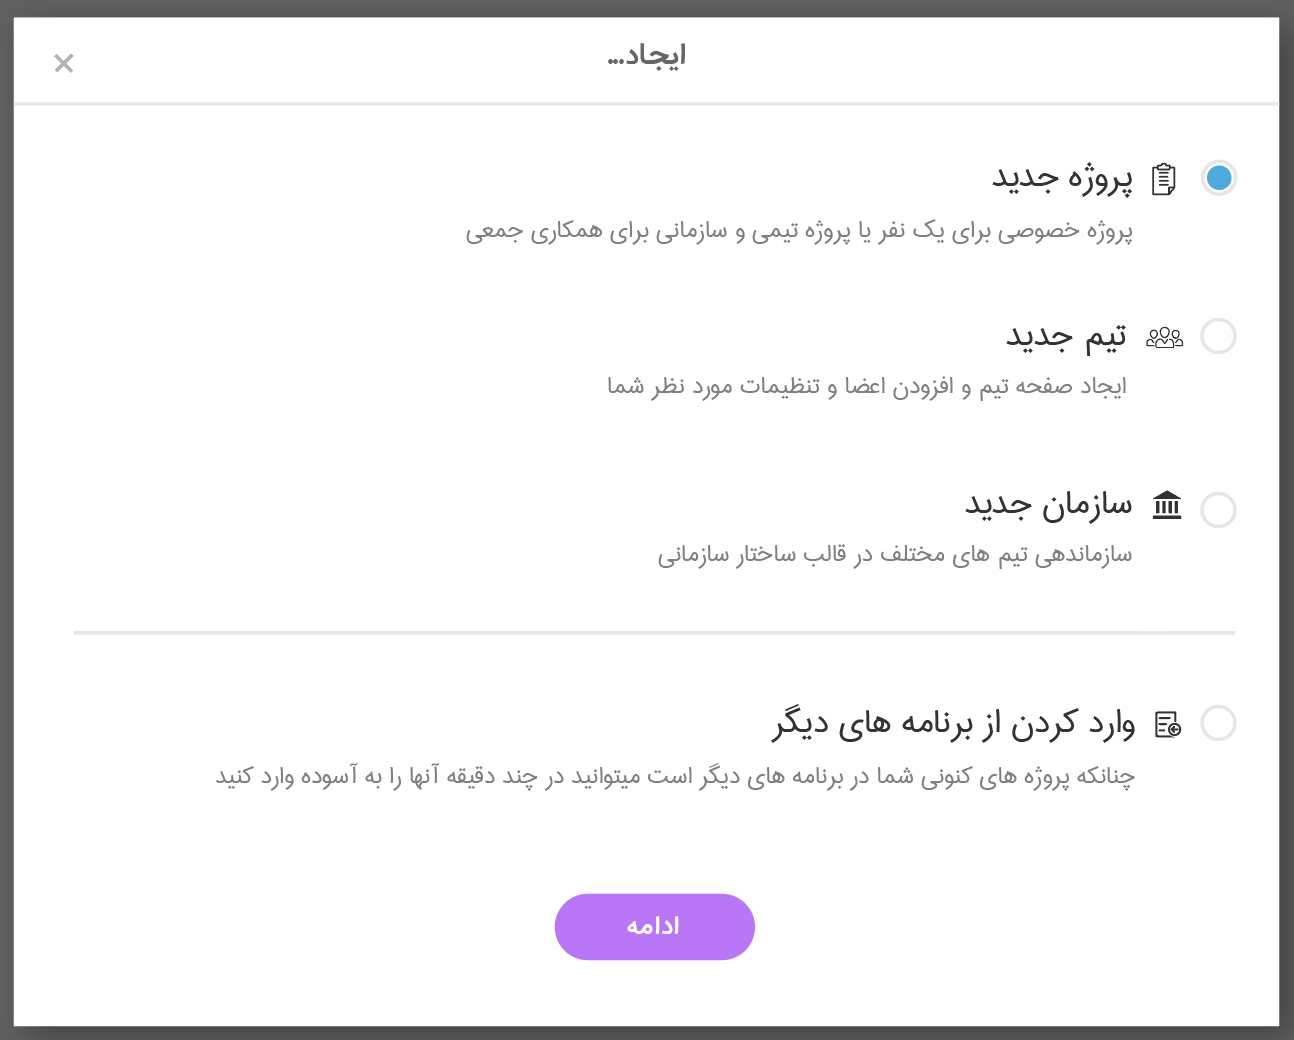 ایجاد...
پروژه جدید
پروژه خصوصی برای یک نفر یا پروژه تیمی و سازمانی برای همکاری جمعی
تیم جدید
ایجاد صفحه تیم و افزودن اعضا و تنظیمات مورد نظر شما
سازمان جدید
سازماندهی تیم های مختلف در قالب ساختار سازمانی
وارد کردن از برنامه های دیگر
چنانکه پروژه های کنونی شما در برنامه های دیگر است میتوانید در چند دقیقه آنها را به آسوده وارد کنید
ادامه